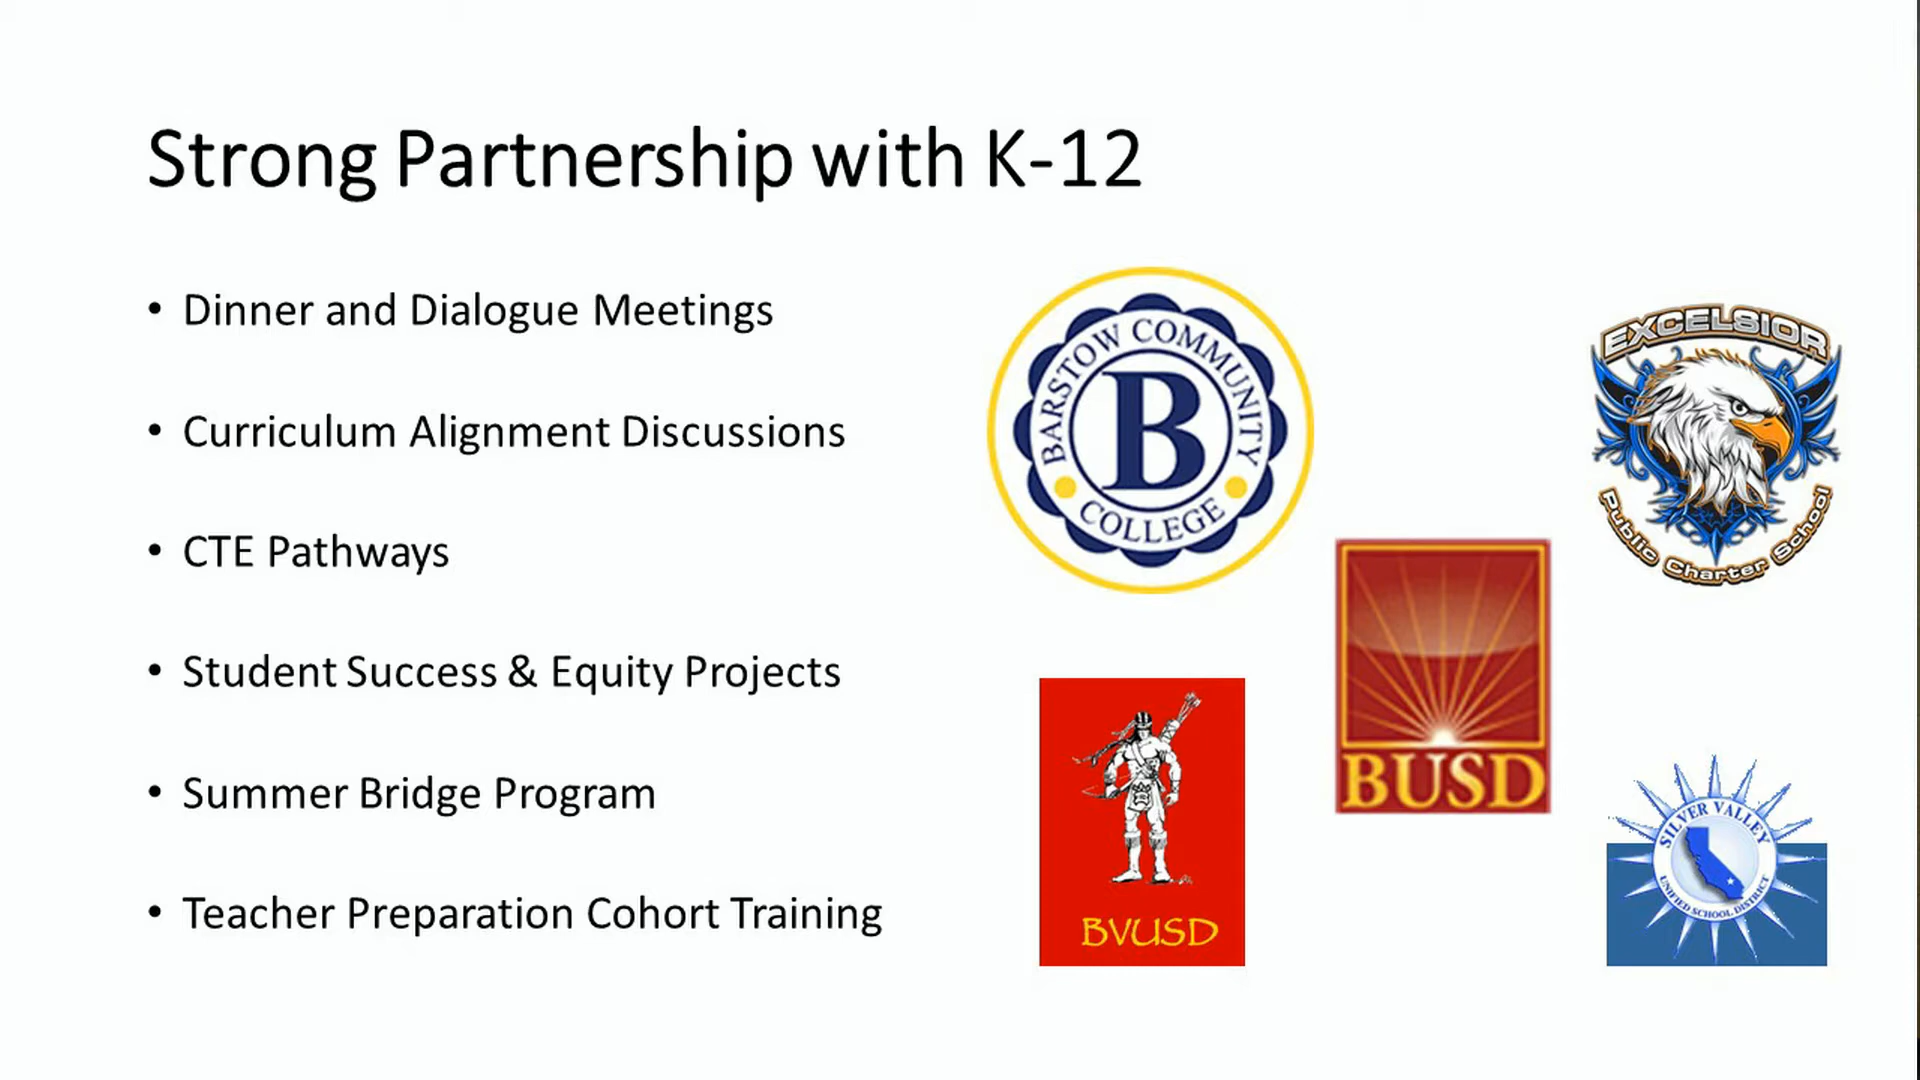 Strong Partnership with K-12
• Dinner and Dialogue Meetings
• Curriculum Alignment Discussions
• CTE Pathways
• Student Success & Equity Projects
• Summer Bridge Program
• Teacher Preparation Cohort Training
BARSTOW COMMUNITY
B
COLLEGE
EXCELSIOR
Public Charter School
BUSD
BVUSD
SILVER VALLEY
UNIFIED SCHOOL DISTRICT